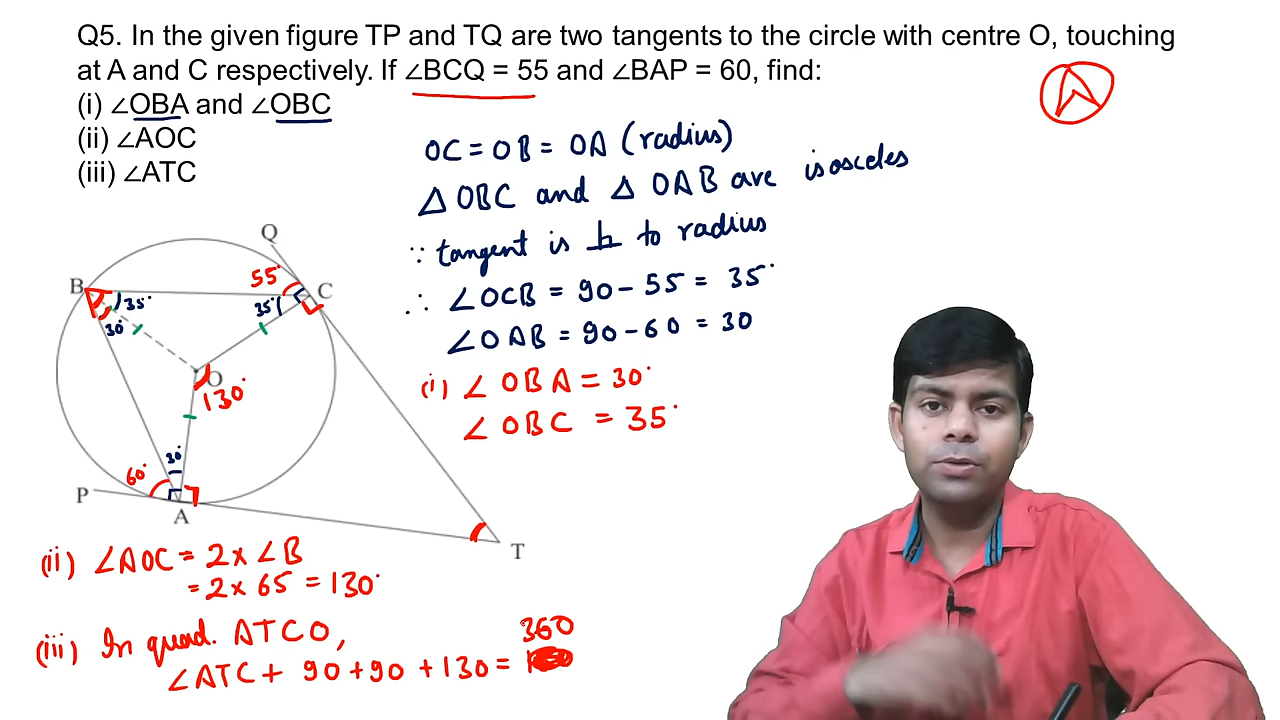 Q5. In the given figure TP and TQ are two tangents to the circle with centre O, touching
at A and C respectively. If ∠BCQ = 55 and ∠BAP = 60, find:
(i) ∠OBA and ∠OBC
(ii) ∠AOC
(iii) ∠ATC
OC = OB = OA (radius)
△ OBC and △ OAB are isosceles
∵ tangent is ⊥ to radius
∴ ∠OCB = 90 - 55 = 35°
∠OAB = 90 - 60 = 30
(i) ∠ OBA = 30°
∠ OBC = 35°
Q
B
55°
C
35°
35°
30°
O
130°
30°
60°
P
A
T
(ii) ∠AOC = 2 x ∠B
= 2 x 65 = 130°
(iii) In quad. ATCO,
360
∠ATC + 90 + 90 + 130 =